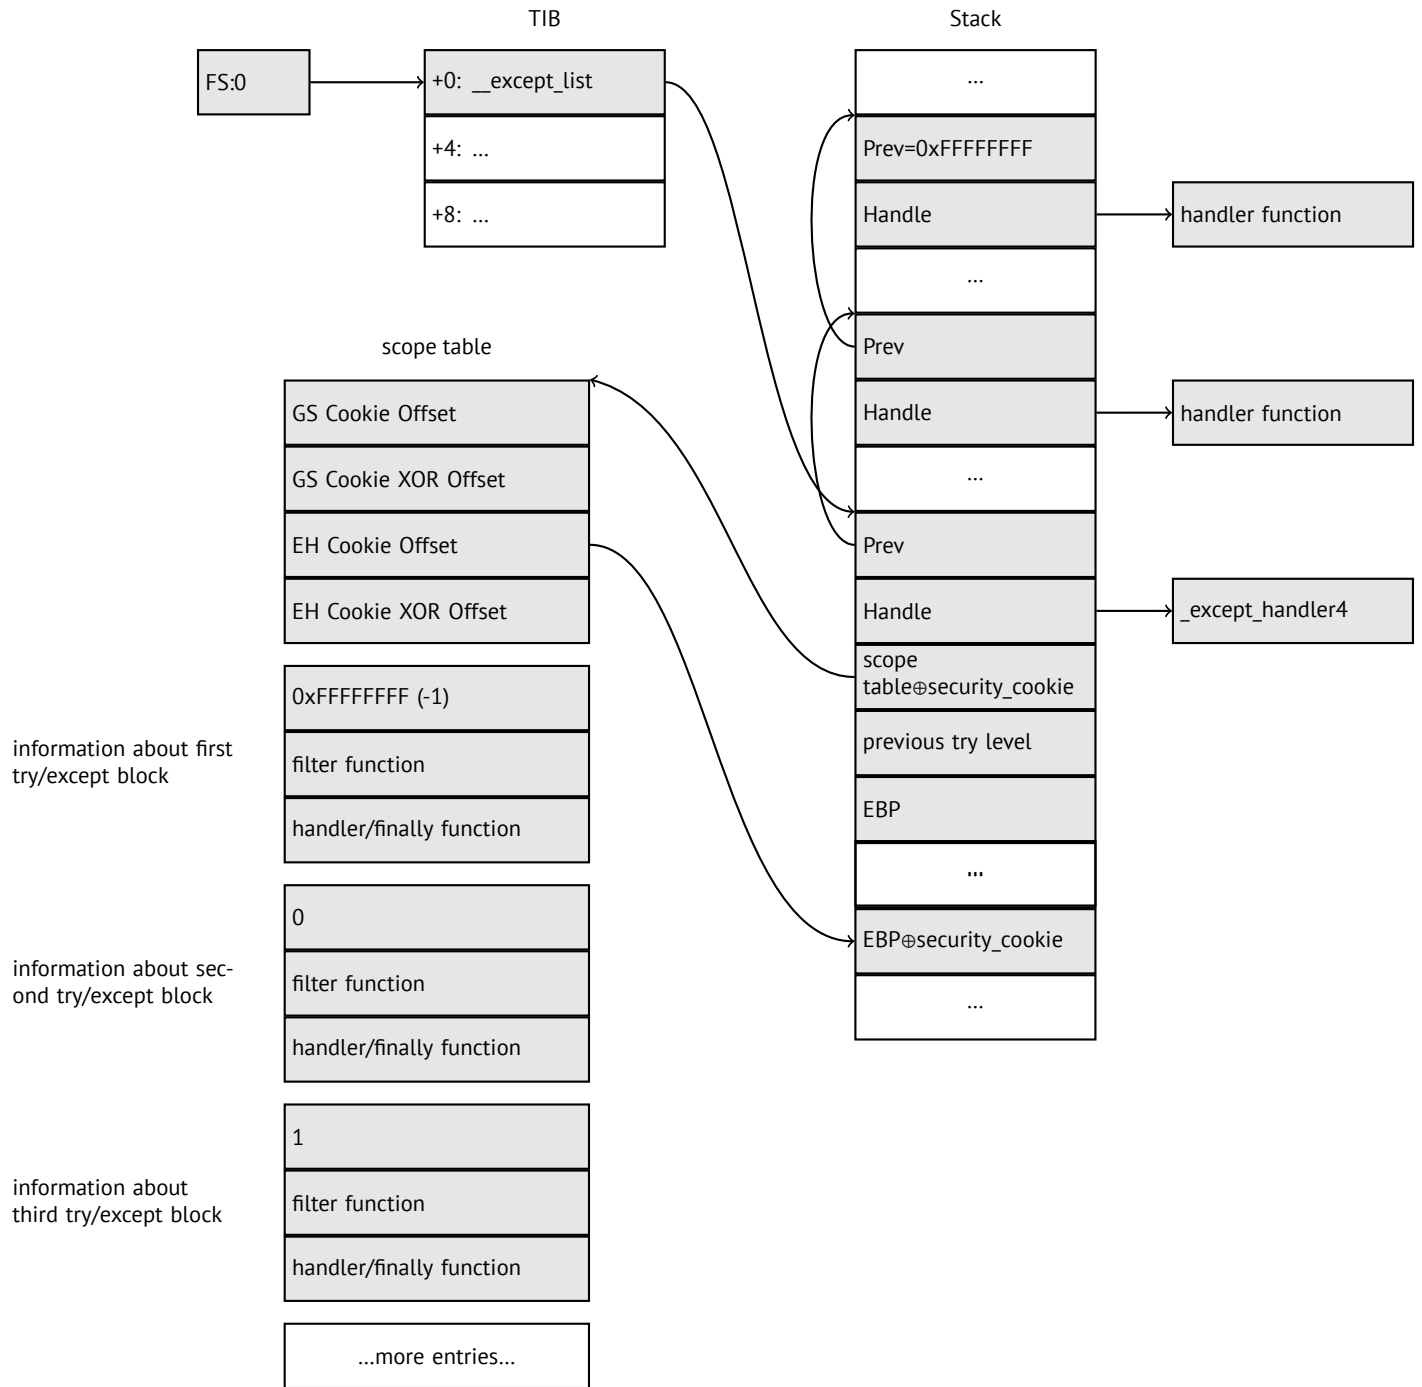 TIB
Stack
FS:0
+0: __except_list
+4: ...
+8: ...
...
Prev=0xFFFFFFFF
Handle
handler function
...
Prev
Handle
handler function
...
Prev
Handle
_except_handler4
scope
table⊕security_cookie
previous try level
EBP
...
EBP⊕security_cookie
...
scope table
GS Cookie Offset
GS Cookie XOR Offset
EH Cookie Offset
EH Cookie XOR Offset
information about first
try/except block
0xFFFFFFFF (-1)
filter function
handler/finally function
information about sec-
ond try/except block
0
filter function
handler/finally function
information about
third try/except block
1
filter function
handler/finally function
...more entries...